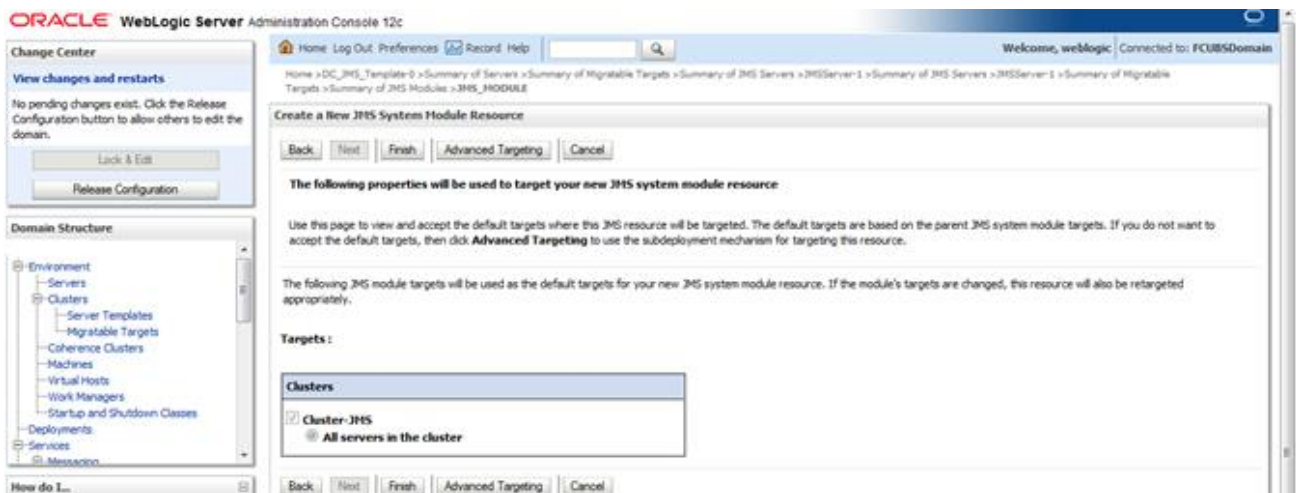 ORACLE WebLogic Server Administration Console 12c
Change Center
View changes and restarts
No pending changes exist. Click the Release
Configuration button to allow others to edit the
domain.
Lock & Edit
Release Configuration
Domain Structure
Environment
Servers
Clusters
Server Templates
Migratable Targets
Coherence Clusters
Machines
Virtual Hosts
Work Managers
Startup and Shutdown Classes
Deployments
Services
Messaging
How do I...
Home Log Out Preferences Record Help
Welcome, weblogic Connected to: FCUBSDomain
Home >DC_JMS_Template-0 >Summary of Servers >Summary of Migratable Targets >Summary of JMS Servers >JMSServer-1 >Summary of JMS Servers >JMSServer-1 >Summary of Migratable
Targets >Summary of JMS Modules >JMS_MODULE
Create a New JMS System Module Resource
Back Next Finish Advanced Targeting Cancel
The following properties will be used to target your new JMS system module resource
Use this page to view and accept the default targets where this JMS resource will be targeted. The default targets are based on the parent JMS system module targets. If you do not want to
accept the default targets, then click Advanced Targeting to use the subdeployment mechanism for targeting this resource.
The following JMS module targets will be used as the default targets for your new JMS system module resource. If the module's targets are changed, this resource will also be retargeted
appropriately.
Targets :
Clusters
Cluster-JMS
All servers in the cluster
Back Next Finish Advanced Targeting Cancel